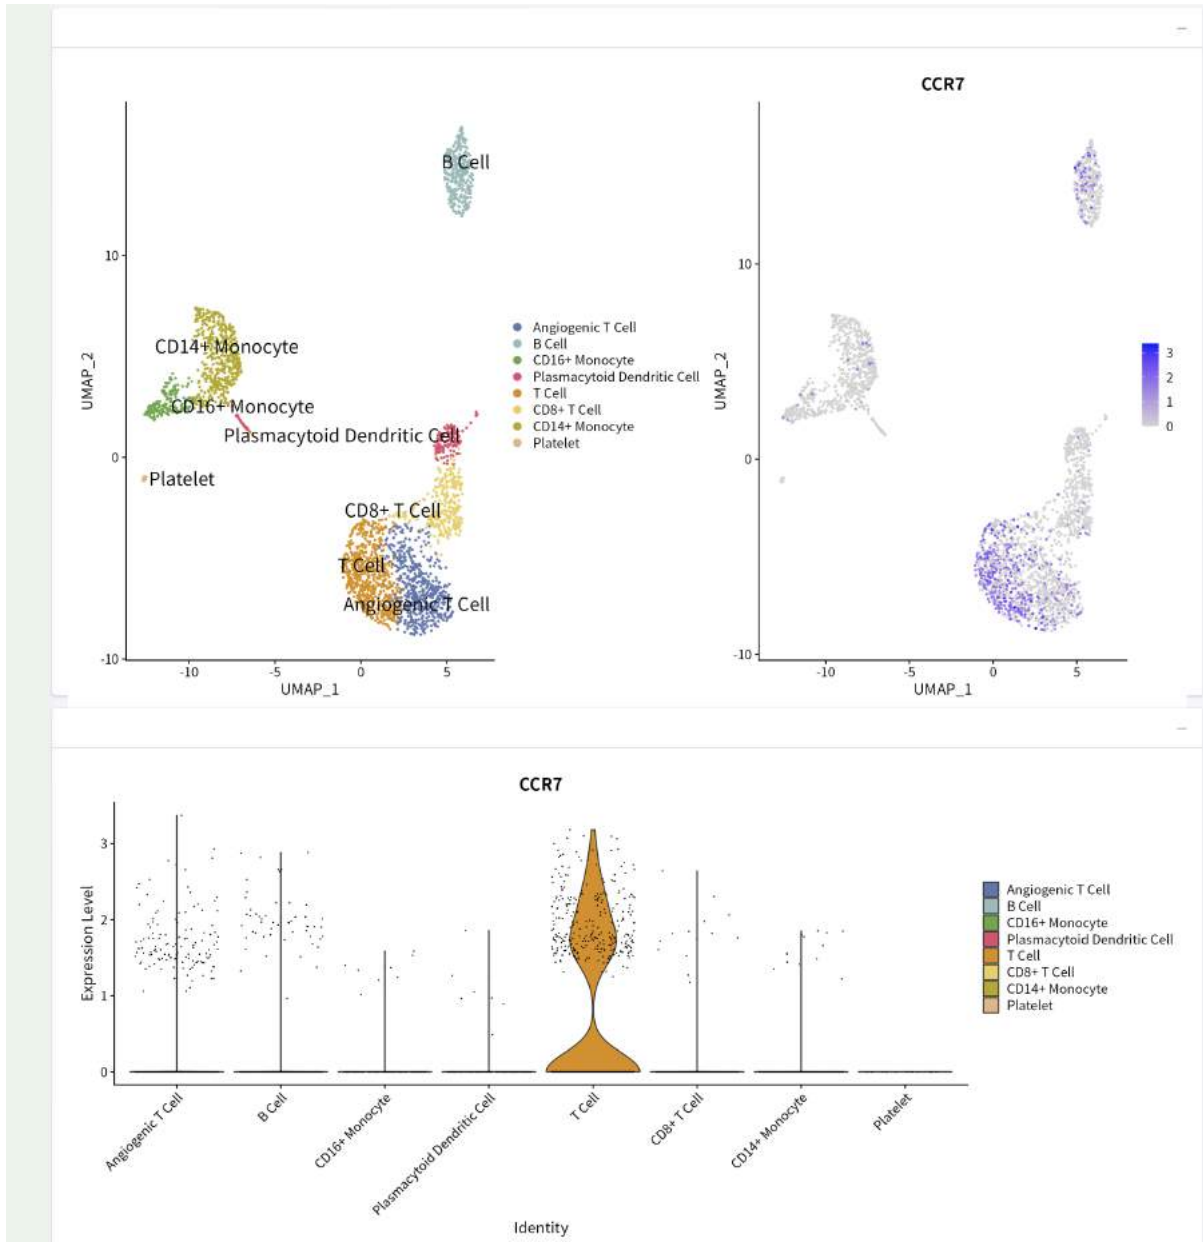 CCR7
B Cell
10
10
CD14+ Monocyte
CD16+ Monocyte
Plasmacytoid Dendritic Cell
Platelet
CD8+ T Cell
T Cell
Angiogenic T Cell
UMAP_2
0
-10
-10
-5
0
5
UMAP_1
Angiogenic T Cell
B Cell
CD16+ Monocyte
Plasmacytoid Dendritic Cell
T Cell
CD8+ T Cell
CD14+ Monocyte
Platelet
UMAP_2
0
-10
-10
-5
0
5
UMAP_1
3
2
1
0
CCR7
Expression Level
3
2
1
0
Angiogenic T Cell
B Cell
CD16+ Monocyte
Plasmacytoid Dendritic Cell
T Cell
CD8+ T Cell
CD14+ Monocyte
Platelet
Identity
Angiogenic T Cell
B Cell
CD16+ Monocyte
Plasmacytoid Dendritic Cell
T Cell
CD8+ T Cell
CD14+ Monocyte
Platelet